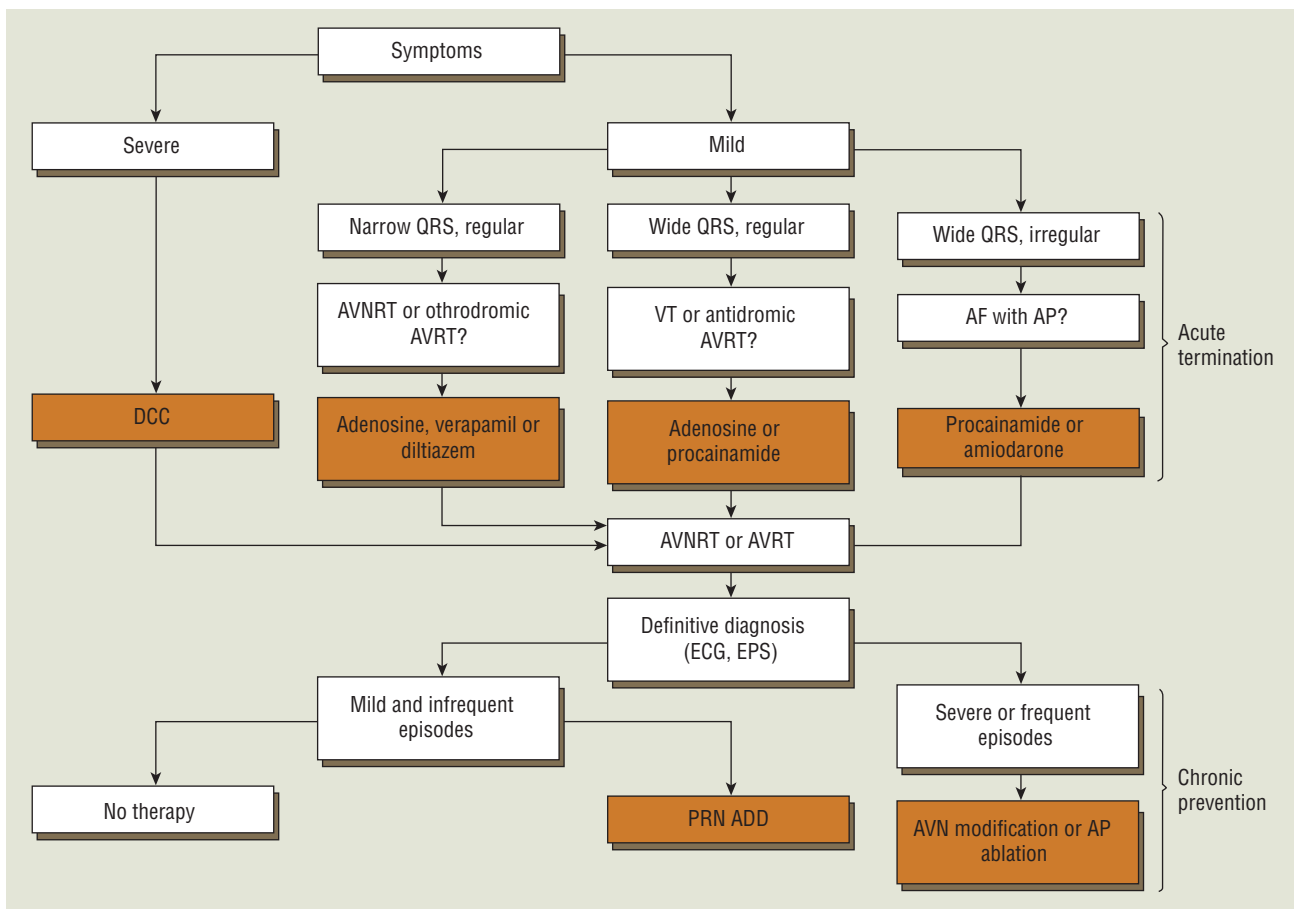 Symptoms
Severe
Mild
Narrow QRS, regular
Wide QRS, regular
Wide QRS, irregular
AVNRT or othrodromic
AVRT?
VT or antidromic
AVRT?
AF with AP?
Acute
termination
DCC
Adenosine, verapamil or
diltiazem
Adenosine or
procainamide
Procainamide or
amiodarone
AVNRT or AVRT
Definitive diagnosis
(ECG, EPS)
Mild and infrequent
episodes
Severe or frequent
episodes
Chronic
prevention
No therapy
PRN ADD
AVN modification or AP
ablation